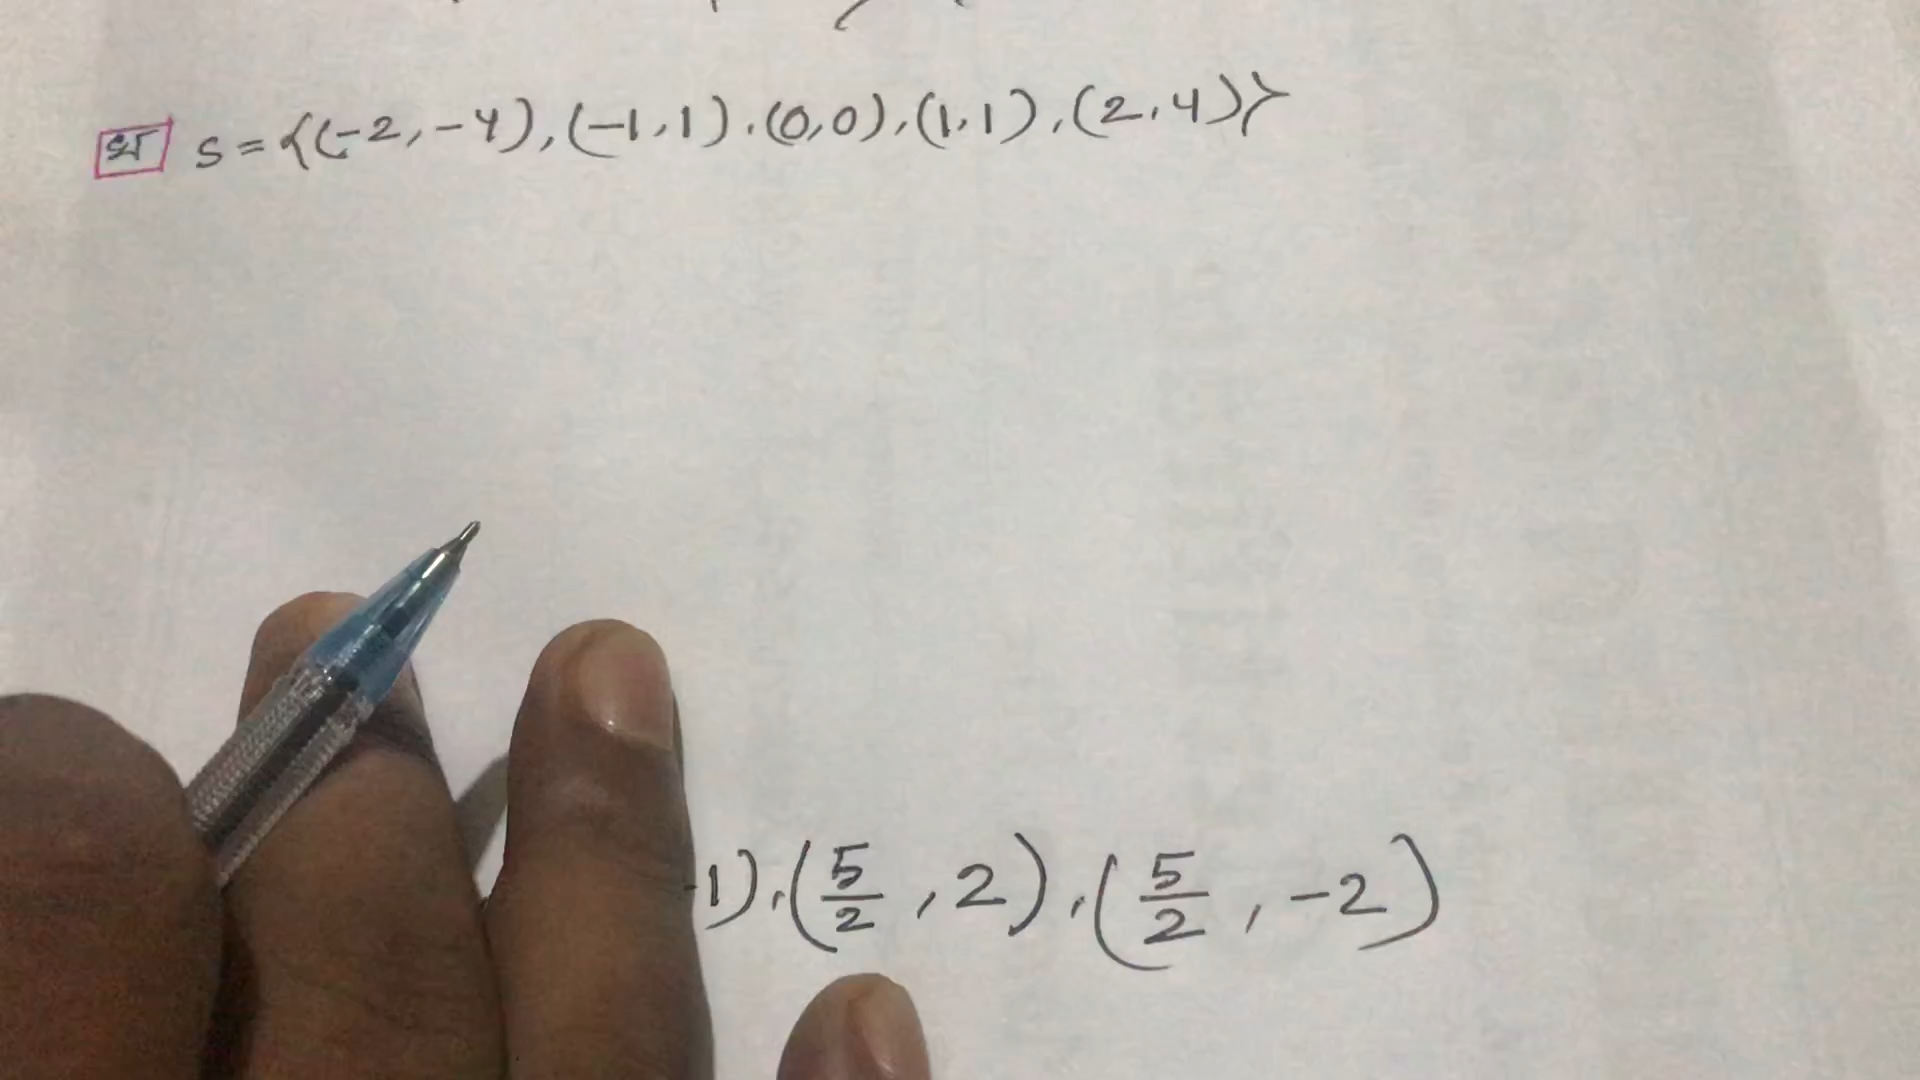 ঘ S = {(-2, -4), (-1, 1), (0, 0), (1, 1), (2, 4)}
1), (5/2, 2), (5/2, -2)